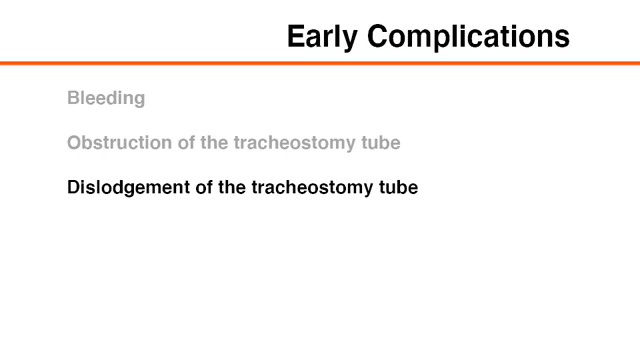 Early Complications
Bleeding
Obstruction of the tracheostomy tube
Dislodgement of the tracheostomy tube